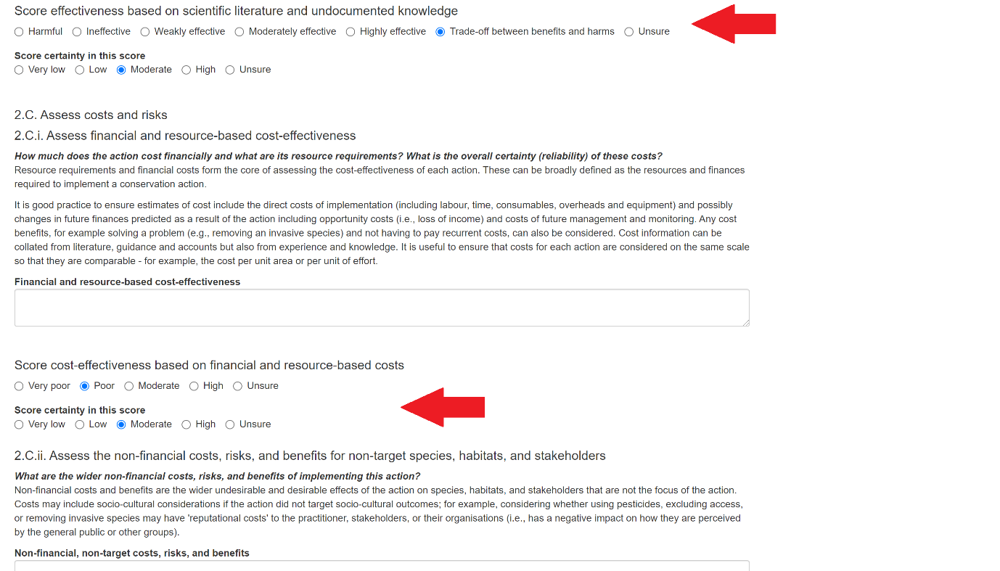 Score effectiveness based on scientific literature and undocumented knowledge
Harmful Ineffective Weakly effective Moderately effective Highly effective Trade-off between benefits and harms Unsure
Score certainty in this score
Very low Low Moderate High Unsure
2.C. Assess costs and risks
2.C.i. Assess financial and resource-based cost-effectiveness
How much does the action cost financially and what are its resource requirements? What is the overall certainty (reliability) of these costs?
Resource requirements and financial costs form the core of assessing the cost-effectiveness of each action. These can be broadly defined as the resources and finances
required to implement a conservation action.
It is good practice to ensure estimates of cost include the direct costs of implementation (including labour, time, consumables, overheads and equipment) and possibly
changes in future finances predicted as a result of the action including opportunity costs (i.e., loss of income) and costs of future management and monitoring. Any cost
benefits, for example solving a problem (e.g., removing an invasive species) and not having to pay recurrent costs, can also be considered. Cost information can be
collated from literature, guidance and accounts but also from experience and knowledge. It is useful to ensure that costs for each action are considered on the same scale
so that they are comparable - for example, the cost per unit area or per unit of effort.
Financial and resource-based cost-effectiveness
Score cost-effectiveness based on financial and resource-based costs
Very poor Poor Moderate High Unsure
Score certainty in this score
Very low Low Moderate High Unsure
2.C.ii. Assess the non-financial costs, risks, and benefits for non-target species, habitats, and stakeholders
What are the wider non-financial costs, risks, and benefits of implementing this action?
Non-financial costs and benefits are the wider undesirable and desirable effects of the action on species, habitats, and stakeholders that are not the focus of the action.
Costs may include socio-cultural considerations if the action did not target socio-cultural outcomes; for example, considering whether using pesticides, excluding access,
or removing invasive species may have 'reputational costs' to the practitioner, stakeholders, or their organisations (i.e., has a negative impact on how they are perceived
by the general public or other groups).
Non-financial, non-target costs, risks, and benefits